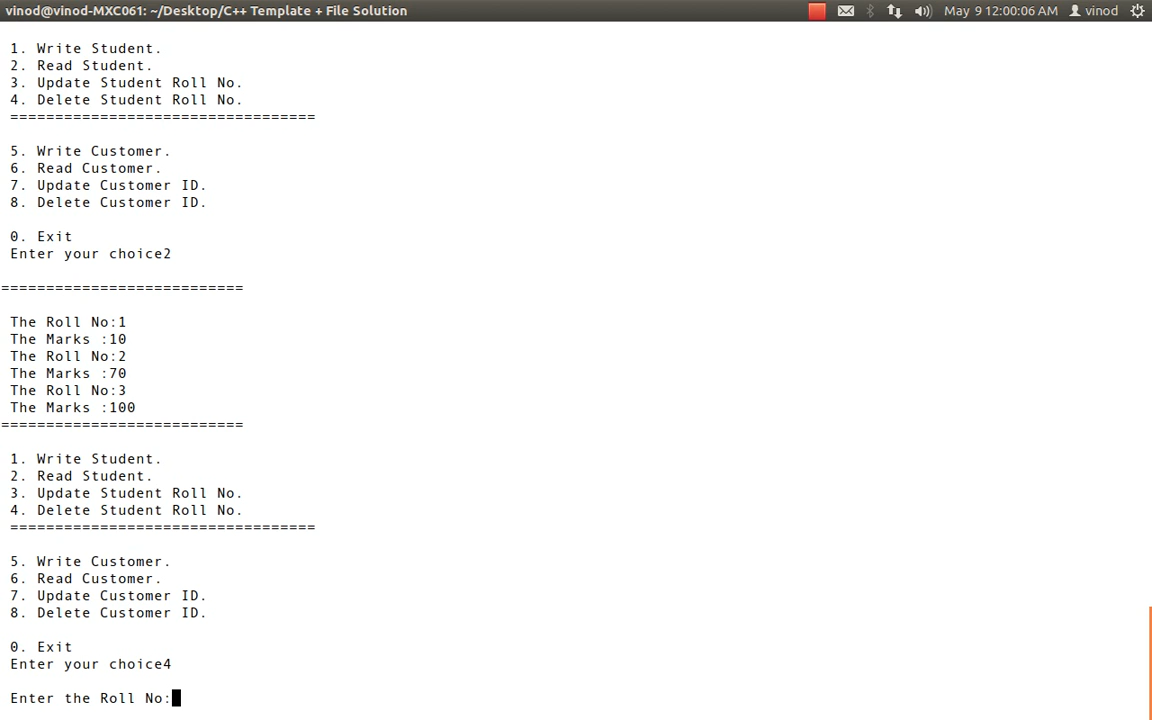 vinod@vinod-MXC061: ~/Desktop/C++ Template + File Solution
May 9 12:00:06 AM
vinod
1. Write Student.
2. Read Student.
3. Update Student Roll No.
4. Delete Student Roll No.
==================================
5. Write Customer.
6. Read Customer.
7. Update Customer ID.
8. Delete Customer ID.
0. Exit
Enter your choice2
===========================
The Roll No:1
The Marks :10
The Roll No:2
The Marks :70
The Roll No:3
The Marks :100
===========================
1. Write Student.
2. Read Student.
3. Update Student Roll No.
4. Delete Student Roll No.
==================================
5. Write Customer.
6. Read Customer.
7. Update Customer ID.
8. Delete Customer ID.
0. Exit
Enter your choice4
Enter the Roll No: